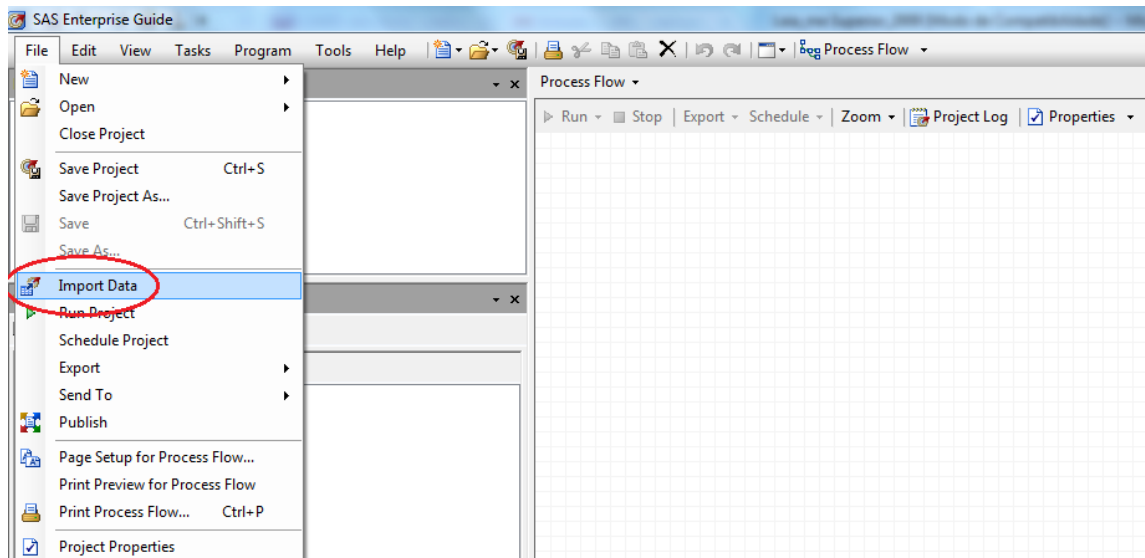 SAS Enterprise Guide
File Edit View Tasks Program Tools Help Process Flow
New
Process Flow
Open
Run Stop Export Schedule Zoom Project Log Properties
Close Project
Save Project Ctrl+S
Save Project As...
Save Ctrl+Shift+S
Save As...
Import Data
Run Project
Schedule Project
Export
Send To
Publish
Page Setup for Process Flow...
Print Preview for Process Flow
Print Process Flow... Ctrl+P
Project Properties